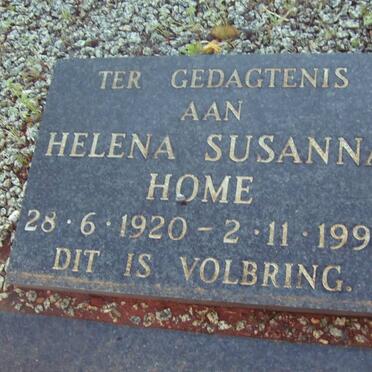 TER GEDAGTENIS
AAN
HELENA SUSANNA
HOME
28 · 6 · 1920 – 2 · 11 · 199
DIT IS VOLBRING.